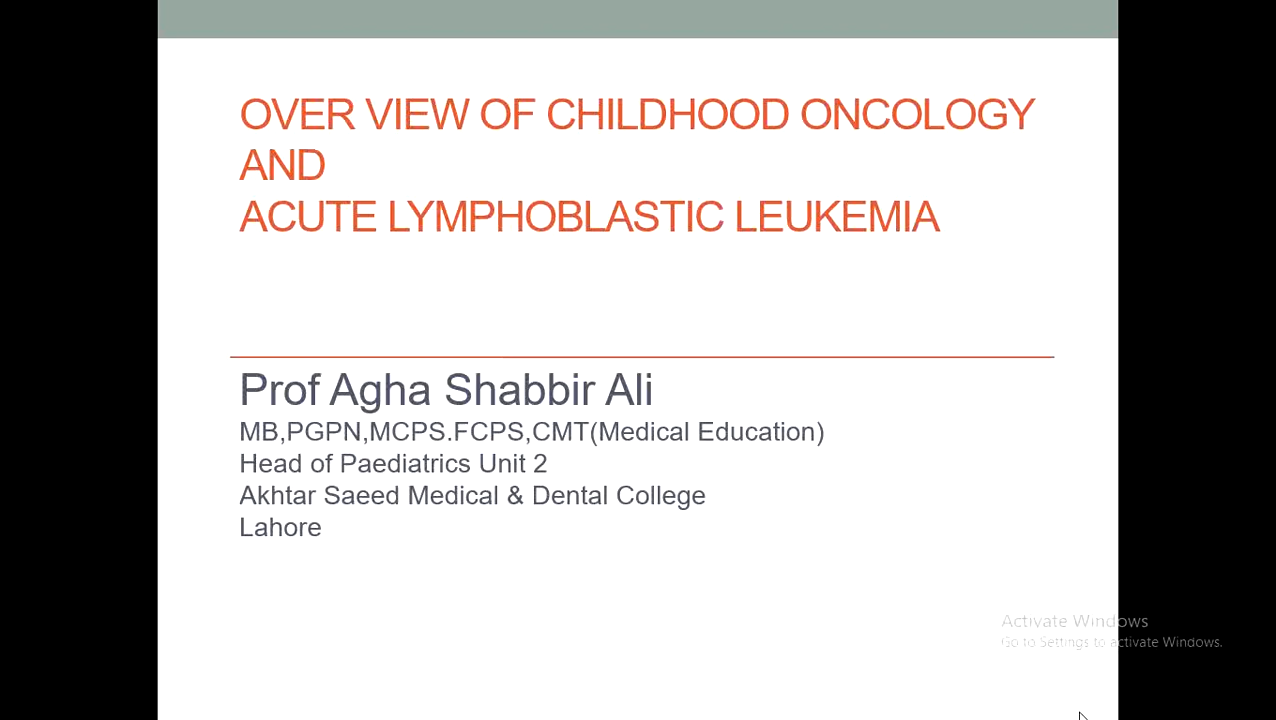 OVER VIEW OF CHILDHOOD ONCOLOGY
AND
ACUTE LYMPHOBLASTIC LEUKEMIA
Prof Agha Shabbir Ali
MB,PGPN,MCPS.FCPS,CMT(Medical Education)
Head of Paediatrics Unit 2
Akhtar Saeed Medical & Dental College
Lahore
Activate Windows
Go to Settings to activate Windows.